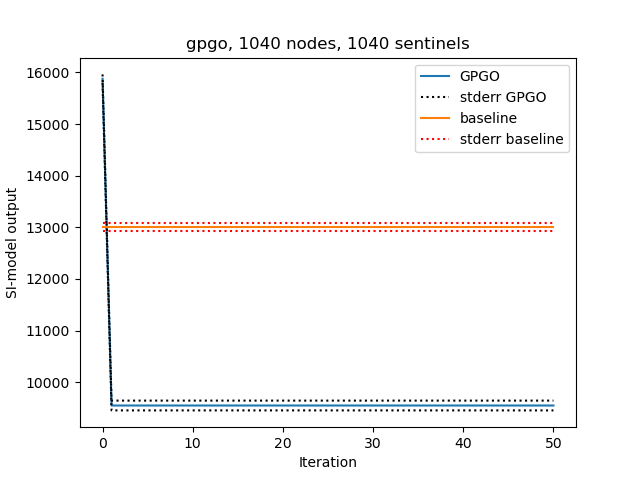 gpgo, 1040 nodes, 1040 sentinels
16000
15000
14000
13000
12000
11000
10000
SI-model output
GPGO
stderr GPGO
baseline
stderr baseline
0
10
20
30
40
50
Iteration